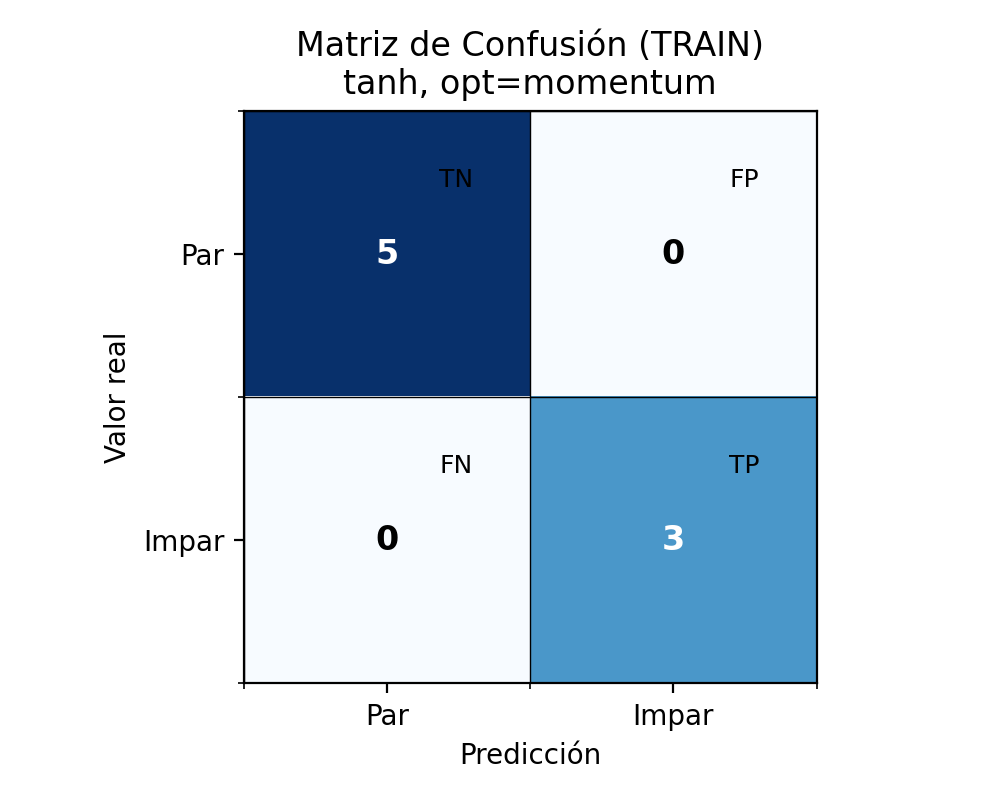 Matriz de Confusión (TRAIN)
tanh, opt=momentum
TN
FP
Par
5
0
Valor real
FN
TP
Impar
0
3
Par
Impar
Predicción